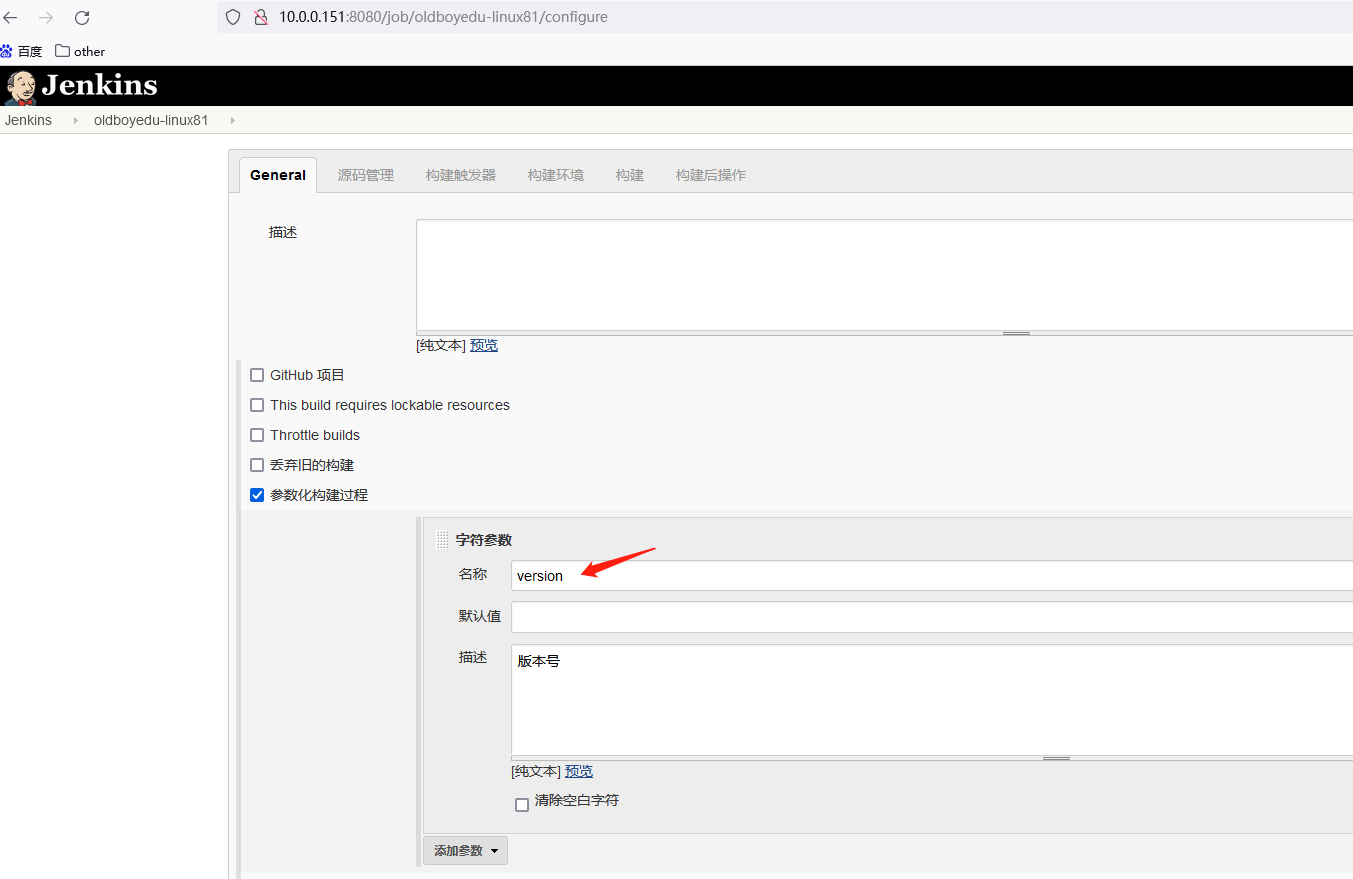 10.0.0.151:8080/job/oldboyedu-linux81/configure
百度 other
Jenkins
Jenkins oldboyedu-linux81
General 源码管理 构建触发器 构建环境 构建 构建后操作
描述
[纯文本] 预览
GitHub 项目
This build requires lockable resources
Throttle builds
丢弃旧的构建
参数化构建过程
字符参数
名称 version
默认值
描述 版本号
[纯文本] 预览
清除空白字符
添加参数